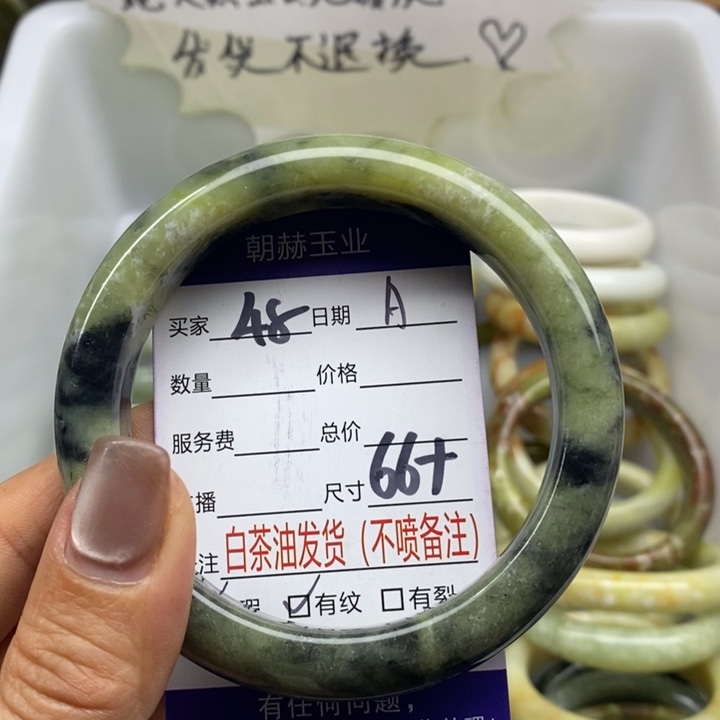 发货不退换♡
朝赫玉业
买家 48 日期 A
数量 价格
服务费 总价
播 尺寸 66+
注 白茶油发货（不喷备注）
☑有纹 □有裂
有任何问题，